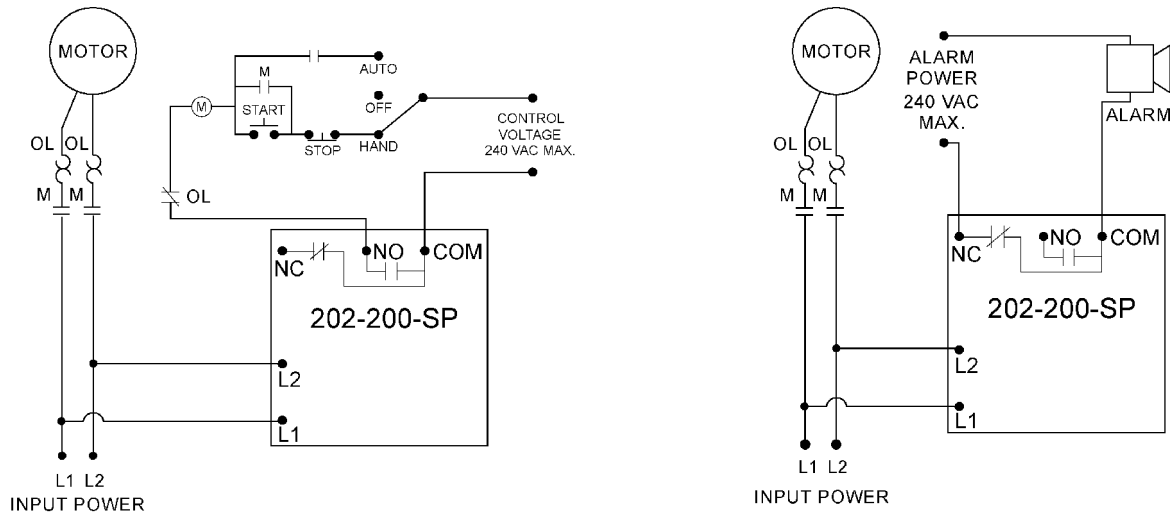 MOTOR
OL OL
M M
M
M
START
STOP
AUTO
OFF
HAND
CONTROL
VOLTAGE
240 VAC MAX.
OL
NC
NO
COM
202-200-SP
L2
L1
L1 L2
INPUT POWER
MOTOR
OL OL
M M
ALARM
POWER
240 VAC
MAX.
ALARM
NC
NO
COM
202-200-SP
L2
L1
L1 L2
INPUT POWER